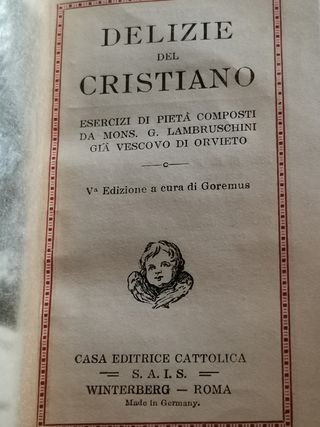 DELIZIE
DEL
CRISTIANO
ESERCIZI DI PIETÀ COMPOSTI
DA MONS. G. LAMBRUSCHINI
GIÀ VESCOVO DI ORVIETO
Vª Edizione a cura di Goremus
CASA EDITRICE CATTOLICA
S. A. I. S.
WINTERBERG — ROMA
Made in Germany.